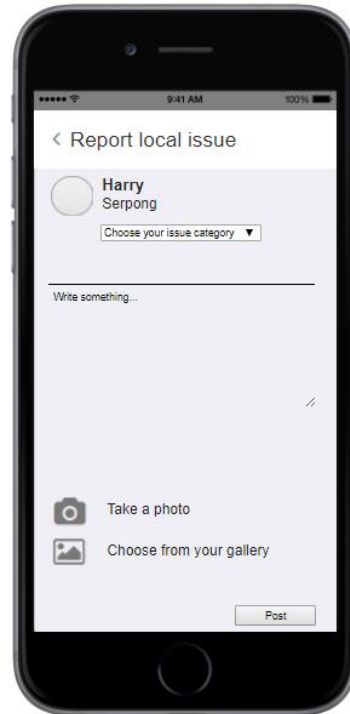 9:41 AM 100%
< Report local issue
Harry
Serpong
Choose your issue category ▼
Write something...
Take a photo
Choose from your gallery
Post